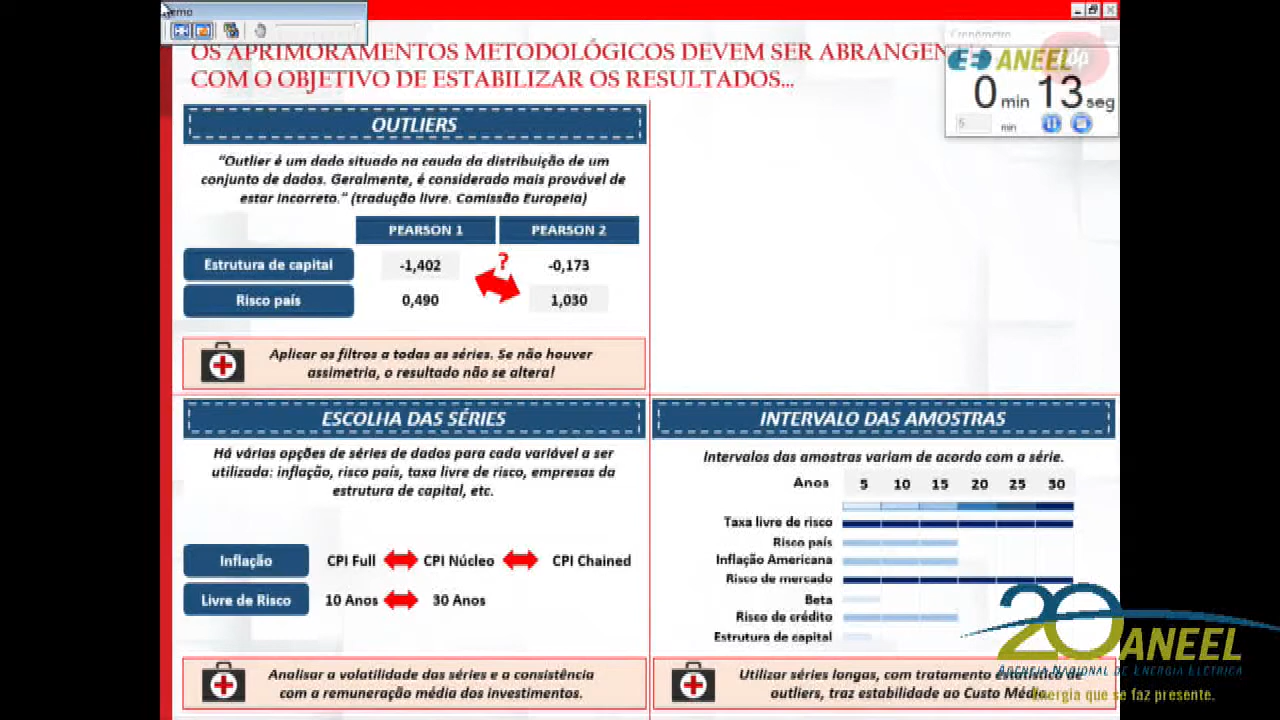 OS APRIMORAMENTOS METODOLÓGICOS DEVEM SER
COM O OBJETIVO DE ESTABILIZAR OS RESULTADOS...
Cronômetro
ANEEL
0 min 13 seg
5 min
OUTLIERS
"Outlier é um dado situado na cauda da distribuição de um
conjunto de dados. Geralmente, é considerado mais provável de
estar incorreto." (tradução livre. Comissão Europeia)
PEARSON 1 PEARSON 2
Estrutura de capital -1,402 ? -0,173
Risco país 0,490 1,030
Aplicar os filtros a todas as séries. Se não houver
assimetria, o resultado não se altera!
ESCOLHA DAS SÉRIES
Há várias opções de séries de dados para cada variável a ser
utilizada: inflação, risco país, taxa livre de risco, empresas da
estrutura de capital, etc.
Inflação CPI Full CPI Núcleo CPI Chained
Livre de Risco 10 Anos 30 Anos
Analisar a volatilidade das séries e a consistência
com a remuneração média dos investimentos.
INTERVALO DAS AMOSTRAS
Intervalos das amostras variam de acordo com a série.
Anos 5 10 15 20 25 30
Taxa livre de risco
Risco país
Inflação Americana
Risco de mercado
Beta
Risco de crédito
Estrutura de capital
Utilizar séries longas, com tratamento estatístico de
outliers, traz estabilidade ao Custo
20 ANEEL
AGÊNCIA NACIONAL DE ENERGIA ELÉTRICA
Energia que se faz presente.